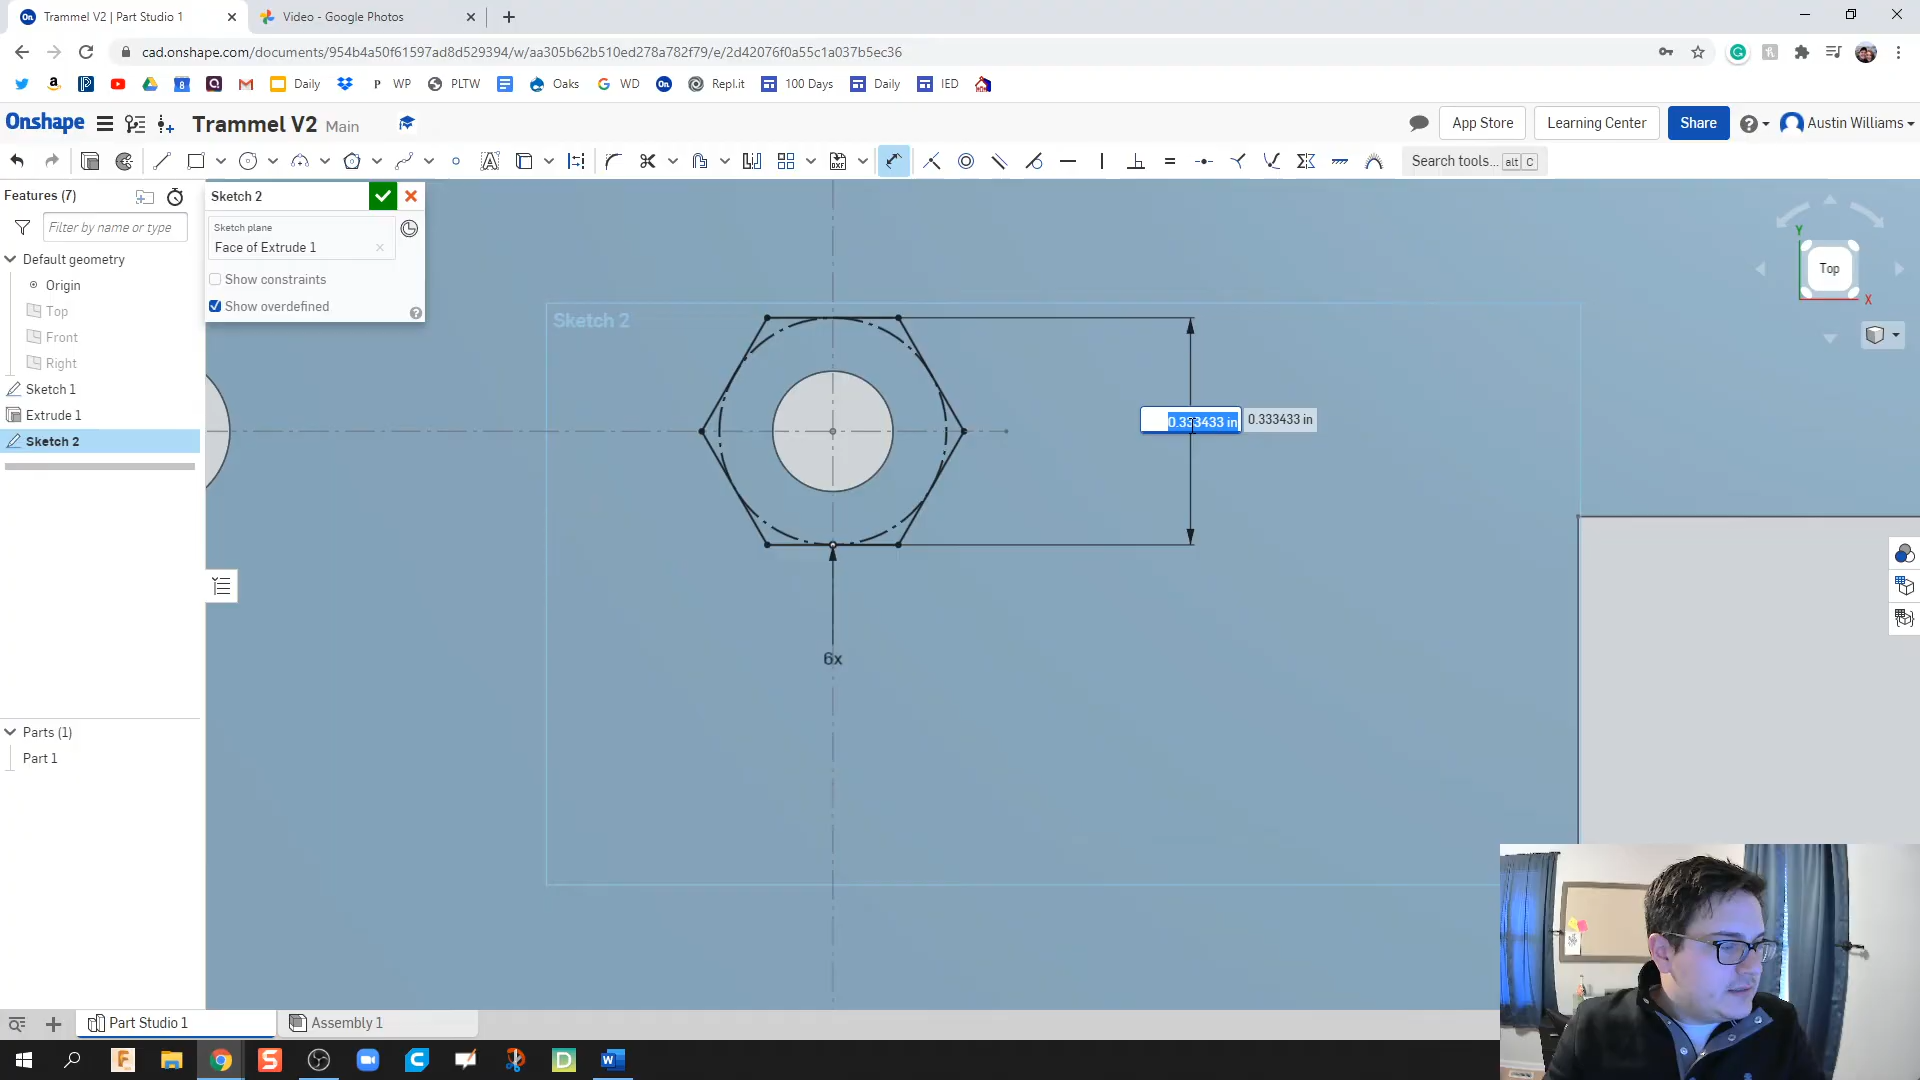 Trammel V2 | Part Studio 1
Video - Google Photos
cad.onshape.com/documents/954b4a50f61597ad8d529394/w/aa305b62b510ed278a782f79/e/2d42076f0a55c1a037b5ec36
Daily
WP
PLTW
Oaks
WD
Repl.it
100 Days
Daily
IED
Onshape
Trammel V2 Main
App Store
Learning Center
Share
Austin Williams
Search tools... alt C
Features (7)
Filter by name or type
Default geometry
Origin
Top
Front
Right
Sketch 1
Extrude 1
Sketch 2
Parts (1)
Part 1
Sketch 2
Sketch plane
Face of Extrude 1
Show constraints
Show overdefined
Sketch 2
0.333433 in
0.333433 in
6x
Y
Top
X
Part Studio 1
Assembly 1